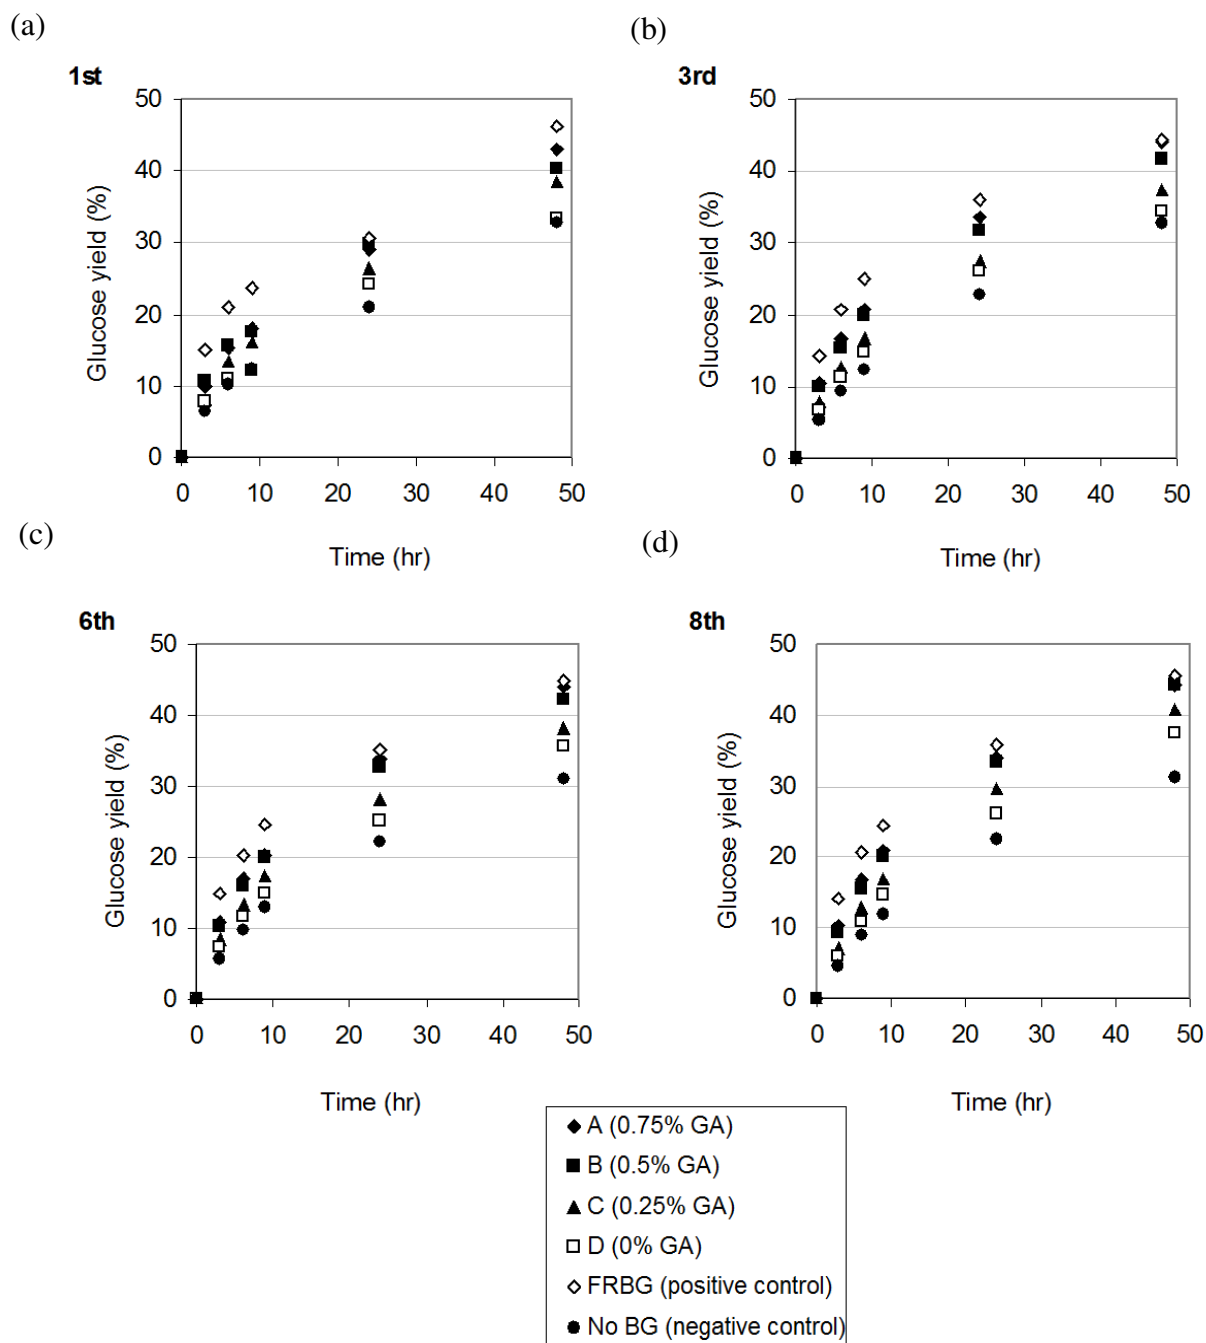 (a)
1st
50
40
30
20
10
0
Glucose yield (%)
0 10 20 30 40 50
Time (hr)
(b)
3rd
50
40
30
20
10
0
Glucose yield (%)
0 10 20 30 40 50
Time (hr)
(c)
6th
50
40
30
20
10
0
Glucose yield (%)
0 10 20 30 40 50
Time (hr)
(d)
8th
50
40
30
20
10
0
Glucose yield (%)
0 10 20 30 40 50
Time (hr)
A (0.75% GA)
B (0.5% GA)
C (0.25% GA)
D (0% GA)
FRBG (positive control)
No BG (negative control)